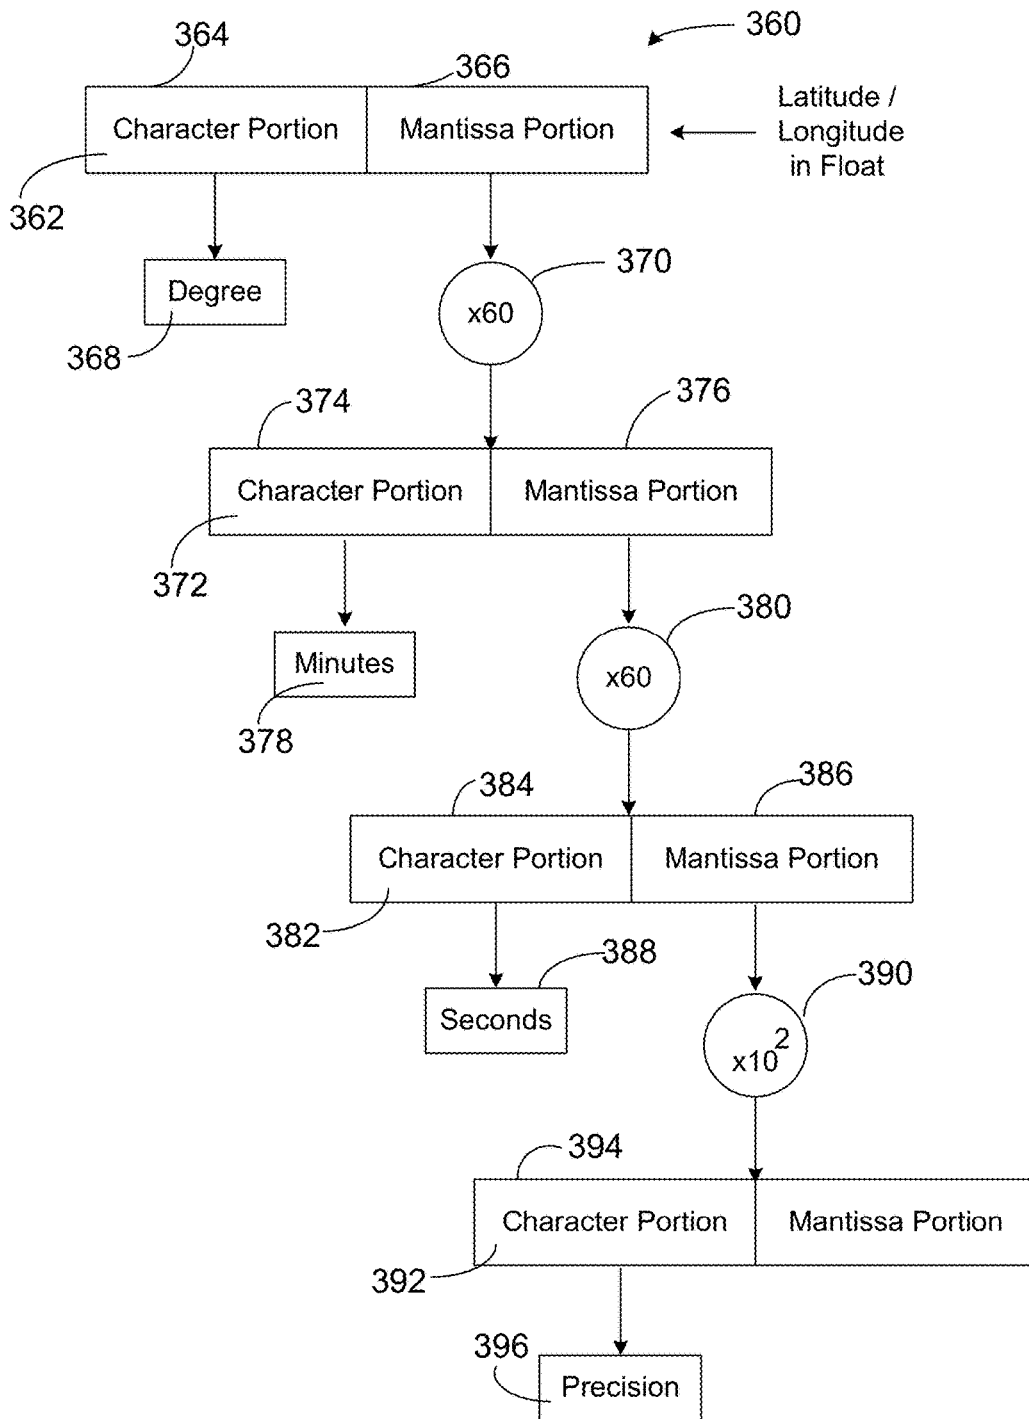 360
364
366
Character Portion
Mantissa Portion
Latitude /
Longitude
in Float
362
370
Degree
x60
368
374
376
Character Portion
Mantissa Portion
372
380
Minutes
x60
378
384
386
Character Portion
Mantissa Portion
382
388
390
Seconds
x10²
394
Character Portion
Mantissa Portion
392
396
Precision